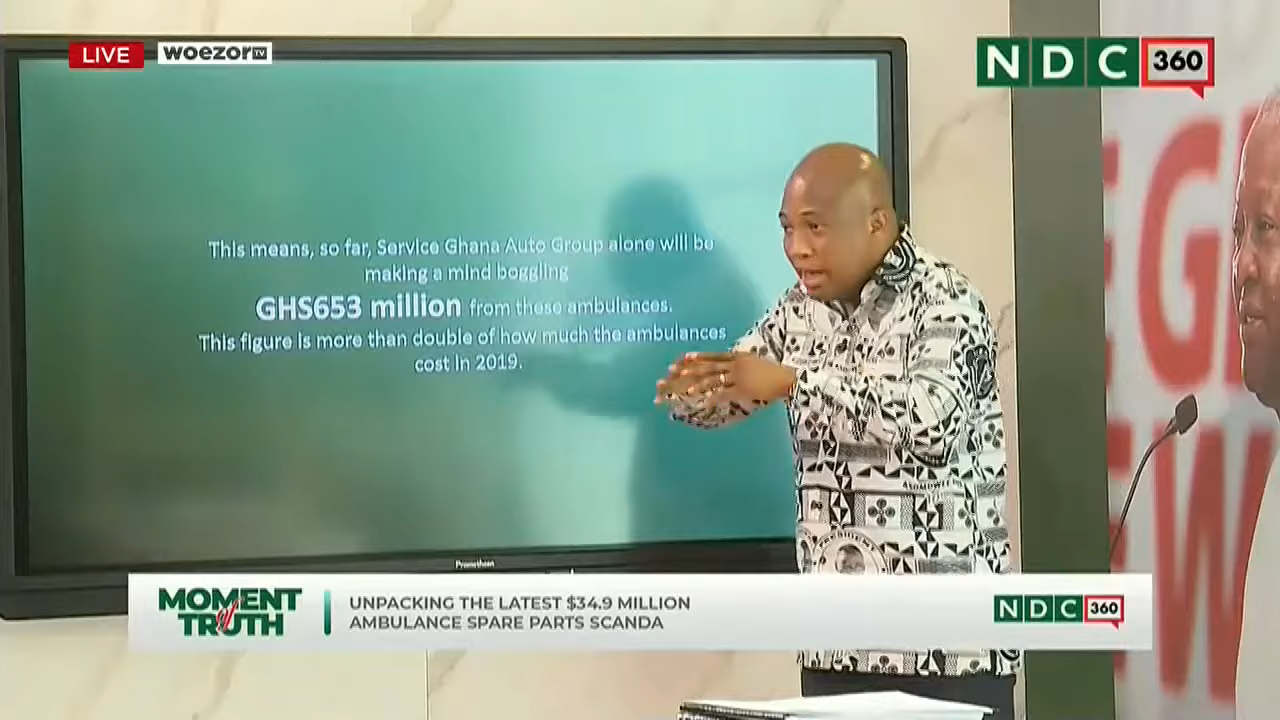 LIVE
woezor TV
NDC 360
This means, so far, Service Ghana Auto Group alone will be
making a mind boggling
GHS653 million from these ambulances.
This figure is more than double of how much the ambulances
cost in 2019.
Promethean
PRESIDENT
MOMENT
of
TRUTH
UNPACKING THE LATEST $34.9 MILLION
AMBULANCE SPARE PARTS SCANDA
NDC 360